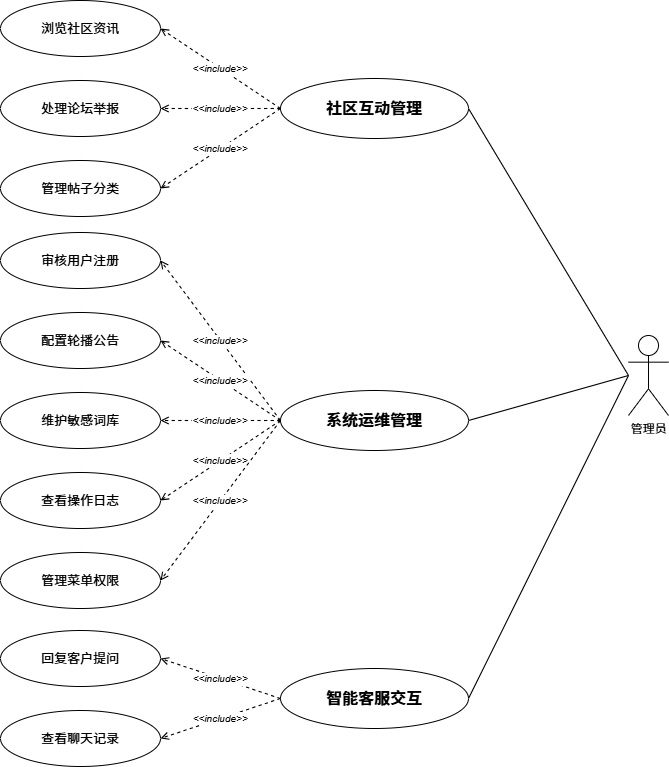 浏览社区资讯
<<include>>
处理论坛举报
<<include>>
社区互动管理
<<include>>
管理帖子分类
审核用户注册
<<include>>
配置轮播公告
<<include>>
维护敏感词库
<<include>>
系统运维管理
管理员
<<include>>
查看操作日志
<<include>>
管理菜单权限
回复客户提问
<<include>>
智能客服交互
<<include>>
查看聊天记录